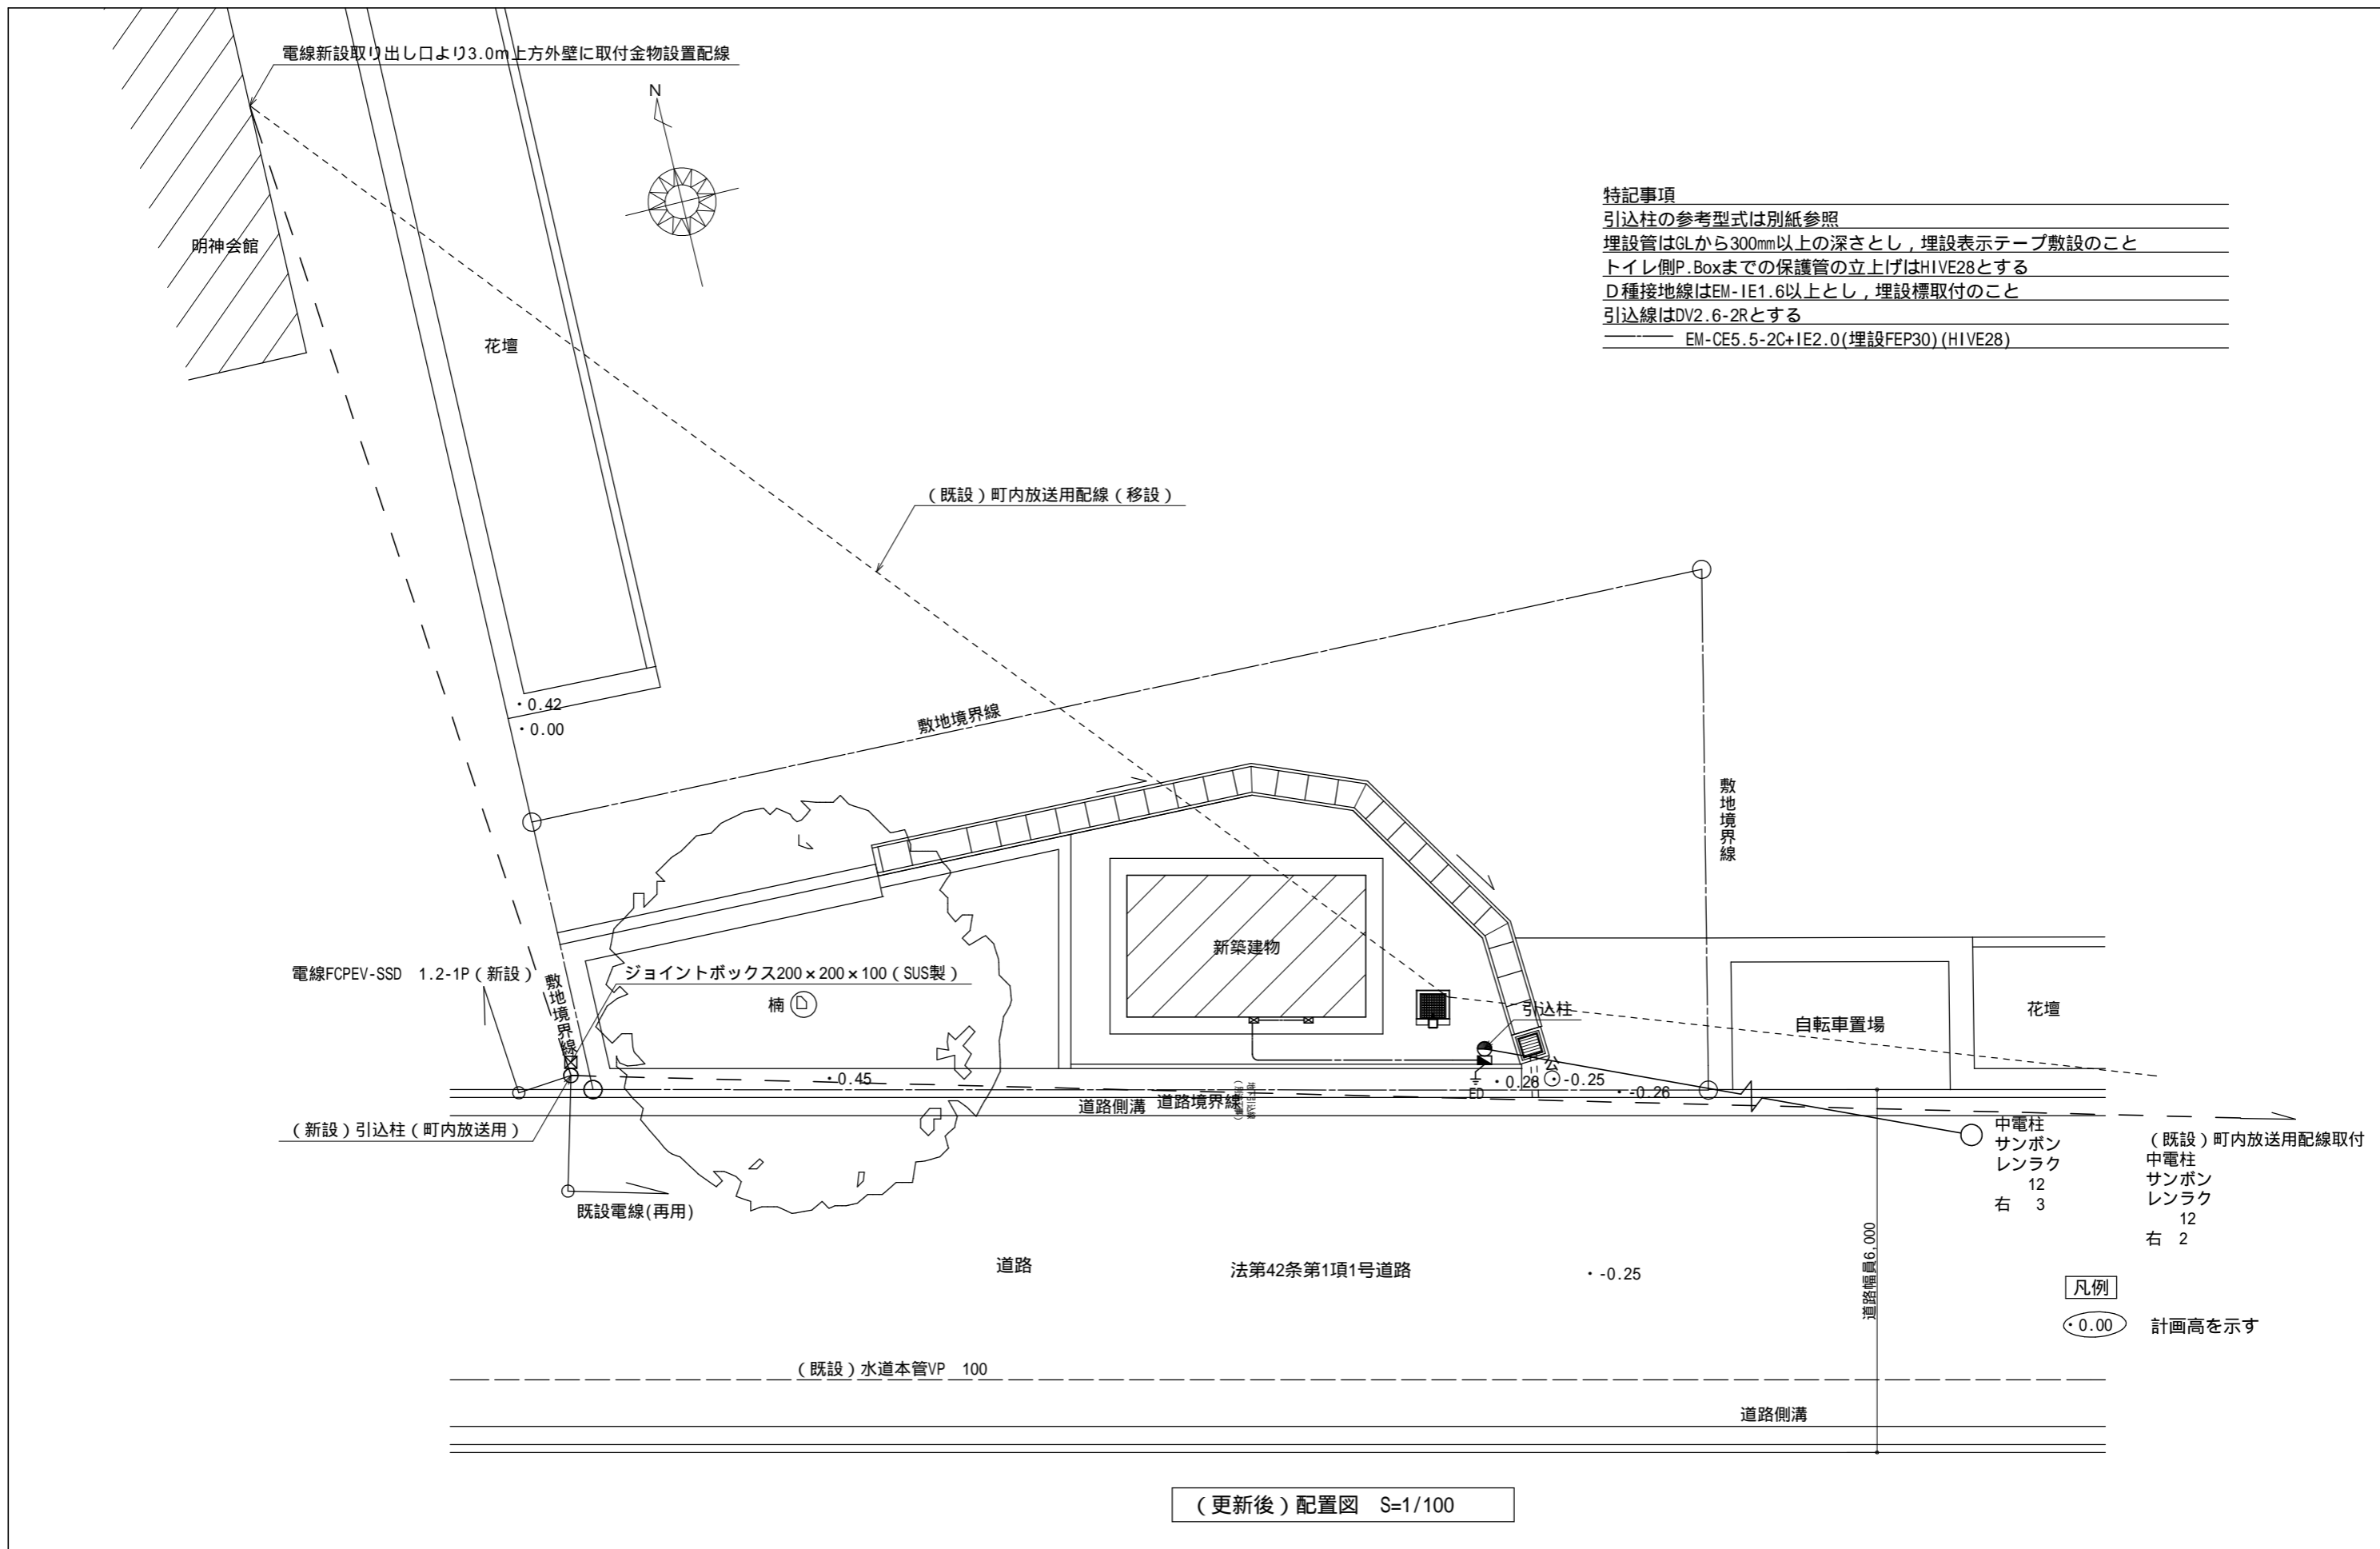 電線新設取り出し口より3.0m上方外壁に取付金物設置配線
N
明神会館
花壇
特記事項
引込柱の参考型式は別紙参照
埋設管はGLから300mm以上の深さとし，埋設表示テープ敷設のこと
トイレ側P.Boxまでの保護管の立上げはHIVE28とする
D種接地線はEM-IE1.6以上とし，埋設標取付のこと
引込線はDV2.6-2Rとする
EM-CE5.5-2C+IE2.0(埋設FEP30)(HIVE28)
（既設）町内放送用配線（移設）
・0.42
・0.00
敷地境界線
敷地境界線
新築建物
電線FCPEV-SSD 1.2-1P（新設）
敷地境界線
ジョイントボックス200×200×100（SUS製）
楠
引込柱
自転車置場
花壇
・0.45
ED
・0.28
公
・-0.25
・-0.26
道路側溝
道路境界線
（新設）引込柱（町内放送用）
既設電線(再用)
中電柱
サンボン
レンラク
12
右 3
（既設）町内放送用配線取付
中電柱
サンボン
レンラク
12
右 2
道路
法第42条第1項1号道路
・-0.25
道路幅員6,000
凡例
・0.00 計画高を示す
（既設）水道本管VP 100
道路側溝
（更新後）配置図 S=1/100